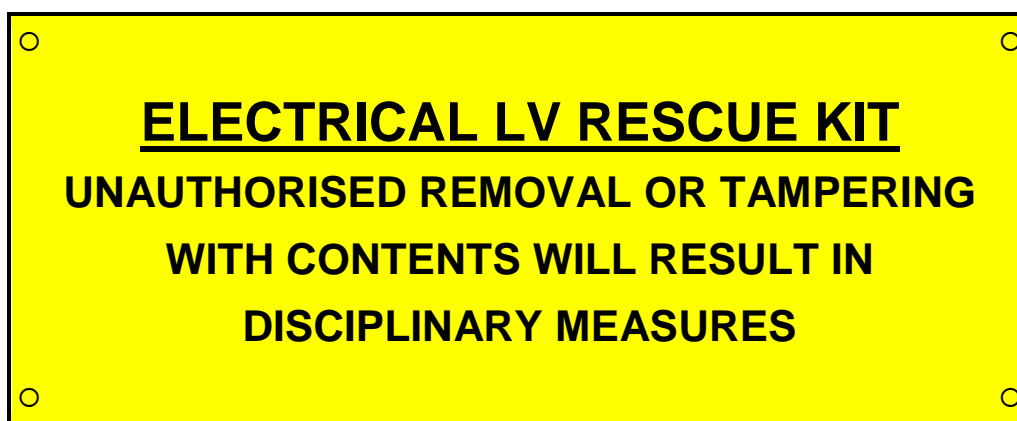 ELECTRICAL LV RESCUE KIT
UNAUTHORISED REMOVAL OR TAMPERING
WITH CONTENTS WILL RESULT IN
DISCIPLINARY MEASURES